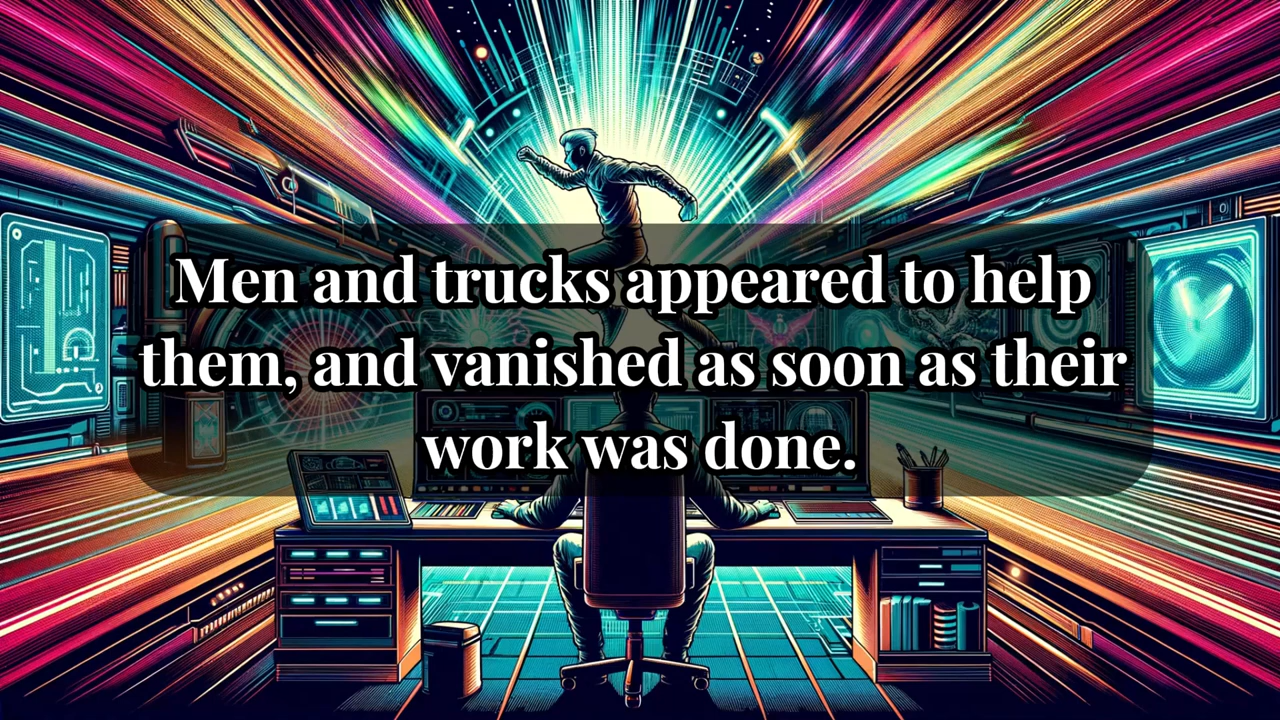 Men and trucks appeared to help
them, and vanished as soon as their
work was done.